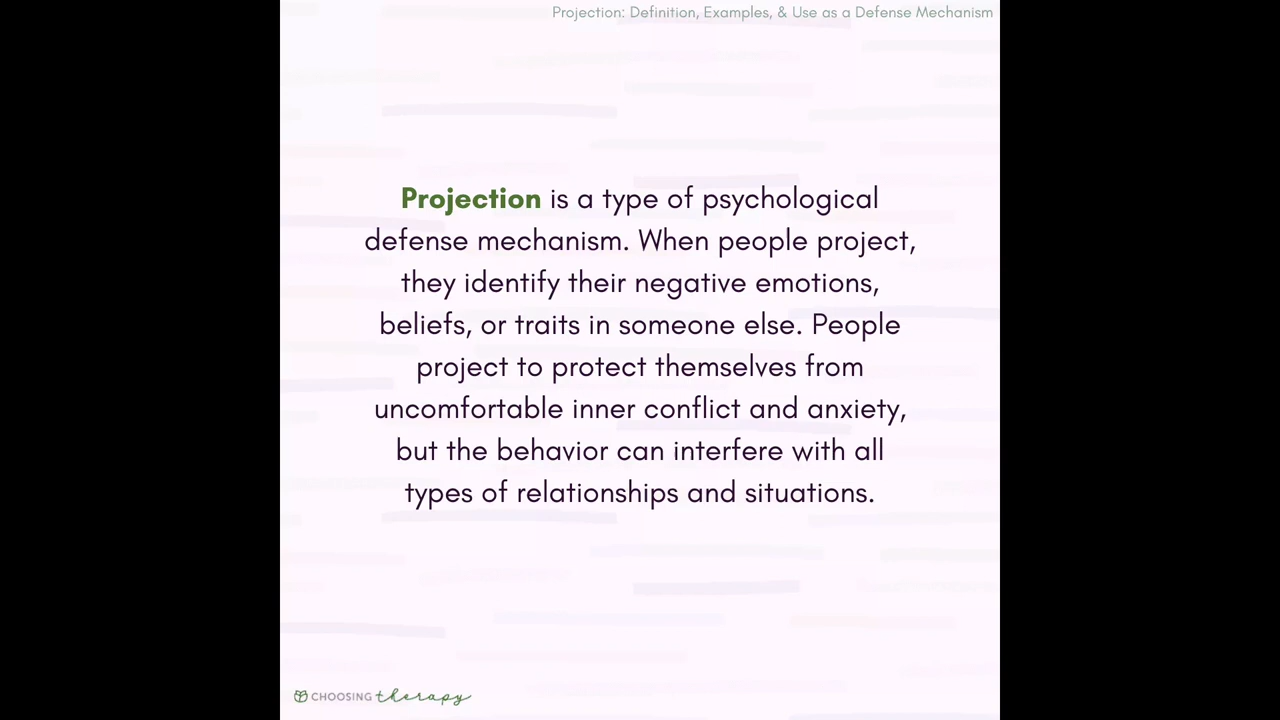 Projection: Definition, Examples, & Use as a Defense Mechanism
Projection is a type of psychological
defense mechanism. When people project,
they identify their negative emotions,
beliefs, or traits in someone else. People
project to protect themselves from
uncomfortable inner conflict and anxiety,
but the behavior can interfere with all
types of relationships and situations.
CHOOSING therapy